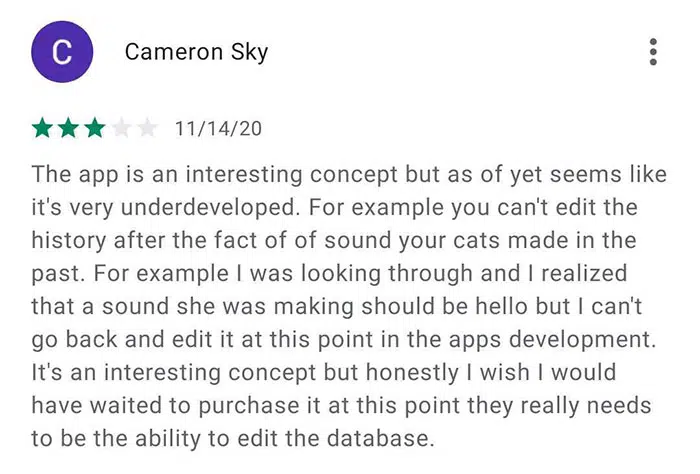 C
Cameron Sky
11/14/20
The app is an interesting concept but as of yet seems like
it's very underdeveloped. For example you can't edit the
history after the fact of of sound your cats made in the
past. For example I was looking through and I realized
that a sound she was making should be hello but I can't
go back and edit it at this point in the apps development.
It's an interesting concept but honestly I wish I would
have waited to purchase it at this point they really needs
to be the ability to edit the database.